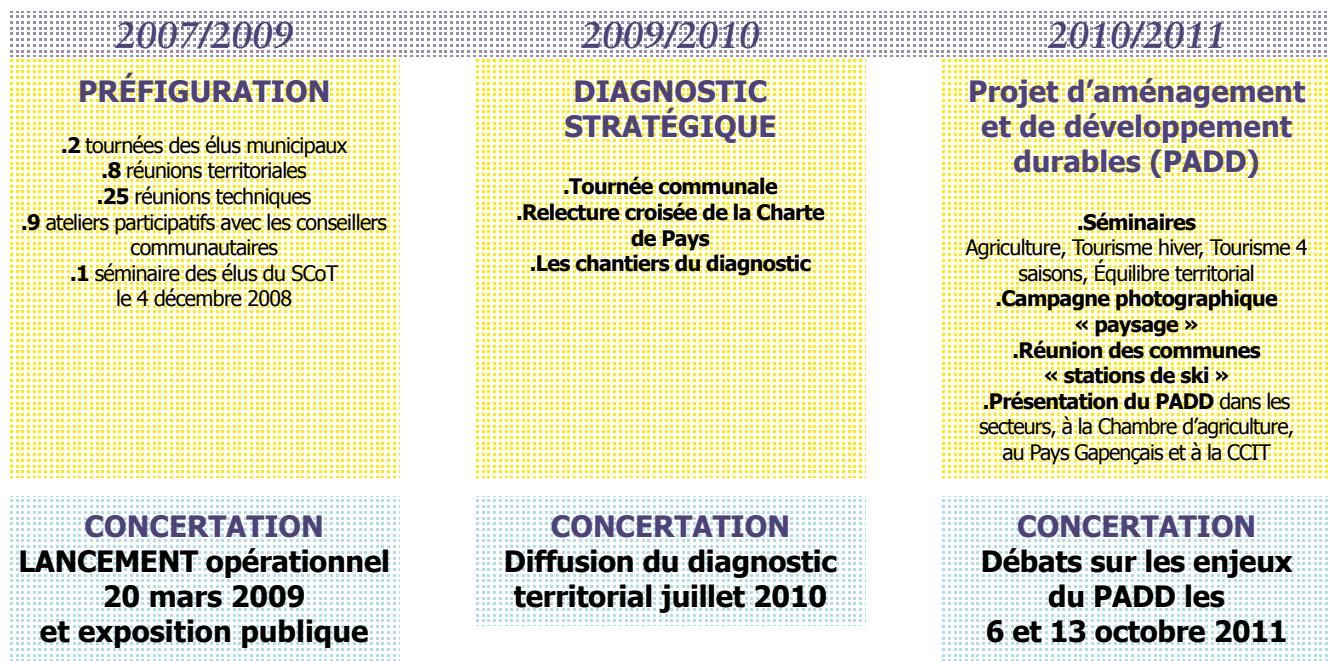 2007/2009
PRÉFIGURATION
.2 tournées des élus municipaux
.8 réunions territoriales
.25 réunions techniques
.9 ateliers participatifs avec les conseillers
communautaires
.1 séminaire des élus du SCoT
le 4 décembre 2008
CONCERTATION
LANCEMENT opérationnel
20 mars 2009
et exposition publique
2009/2010
DIAGNOSTIC
STRATÉGIQUE
.Tournée communale
.Relecture croisée de la Charte
de Pays
.Les chantiers du diagnostic
CONCERTATION
Diffusion du diagnostic
territorial juillet 2010
2010/2011
Projet d’aménagement
et de développement
durables (PADD)
.Séminaires
Agriculture, Tourisme hiver, Tourisme 4
saisons, Équilibre territorial
.Campagne photographique
« paysage »
.Réunion des communes
« stations de ski »
.Présentation du PADD dans les
secteurs, à la Chambre d’agriculture,
au Pays Gapençais et à la CCIT
CONCERTATION
Débats sur les enjeux
du PADD les
6 et 13 octobre 2011